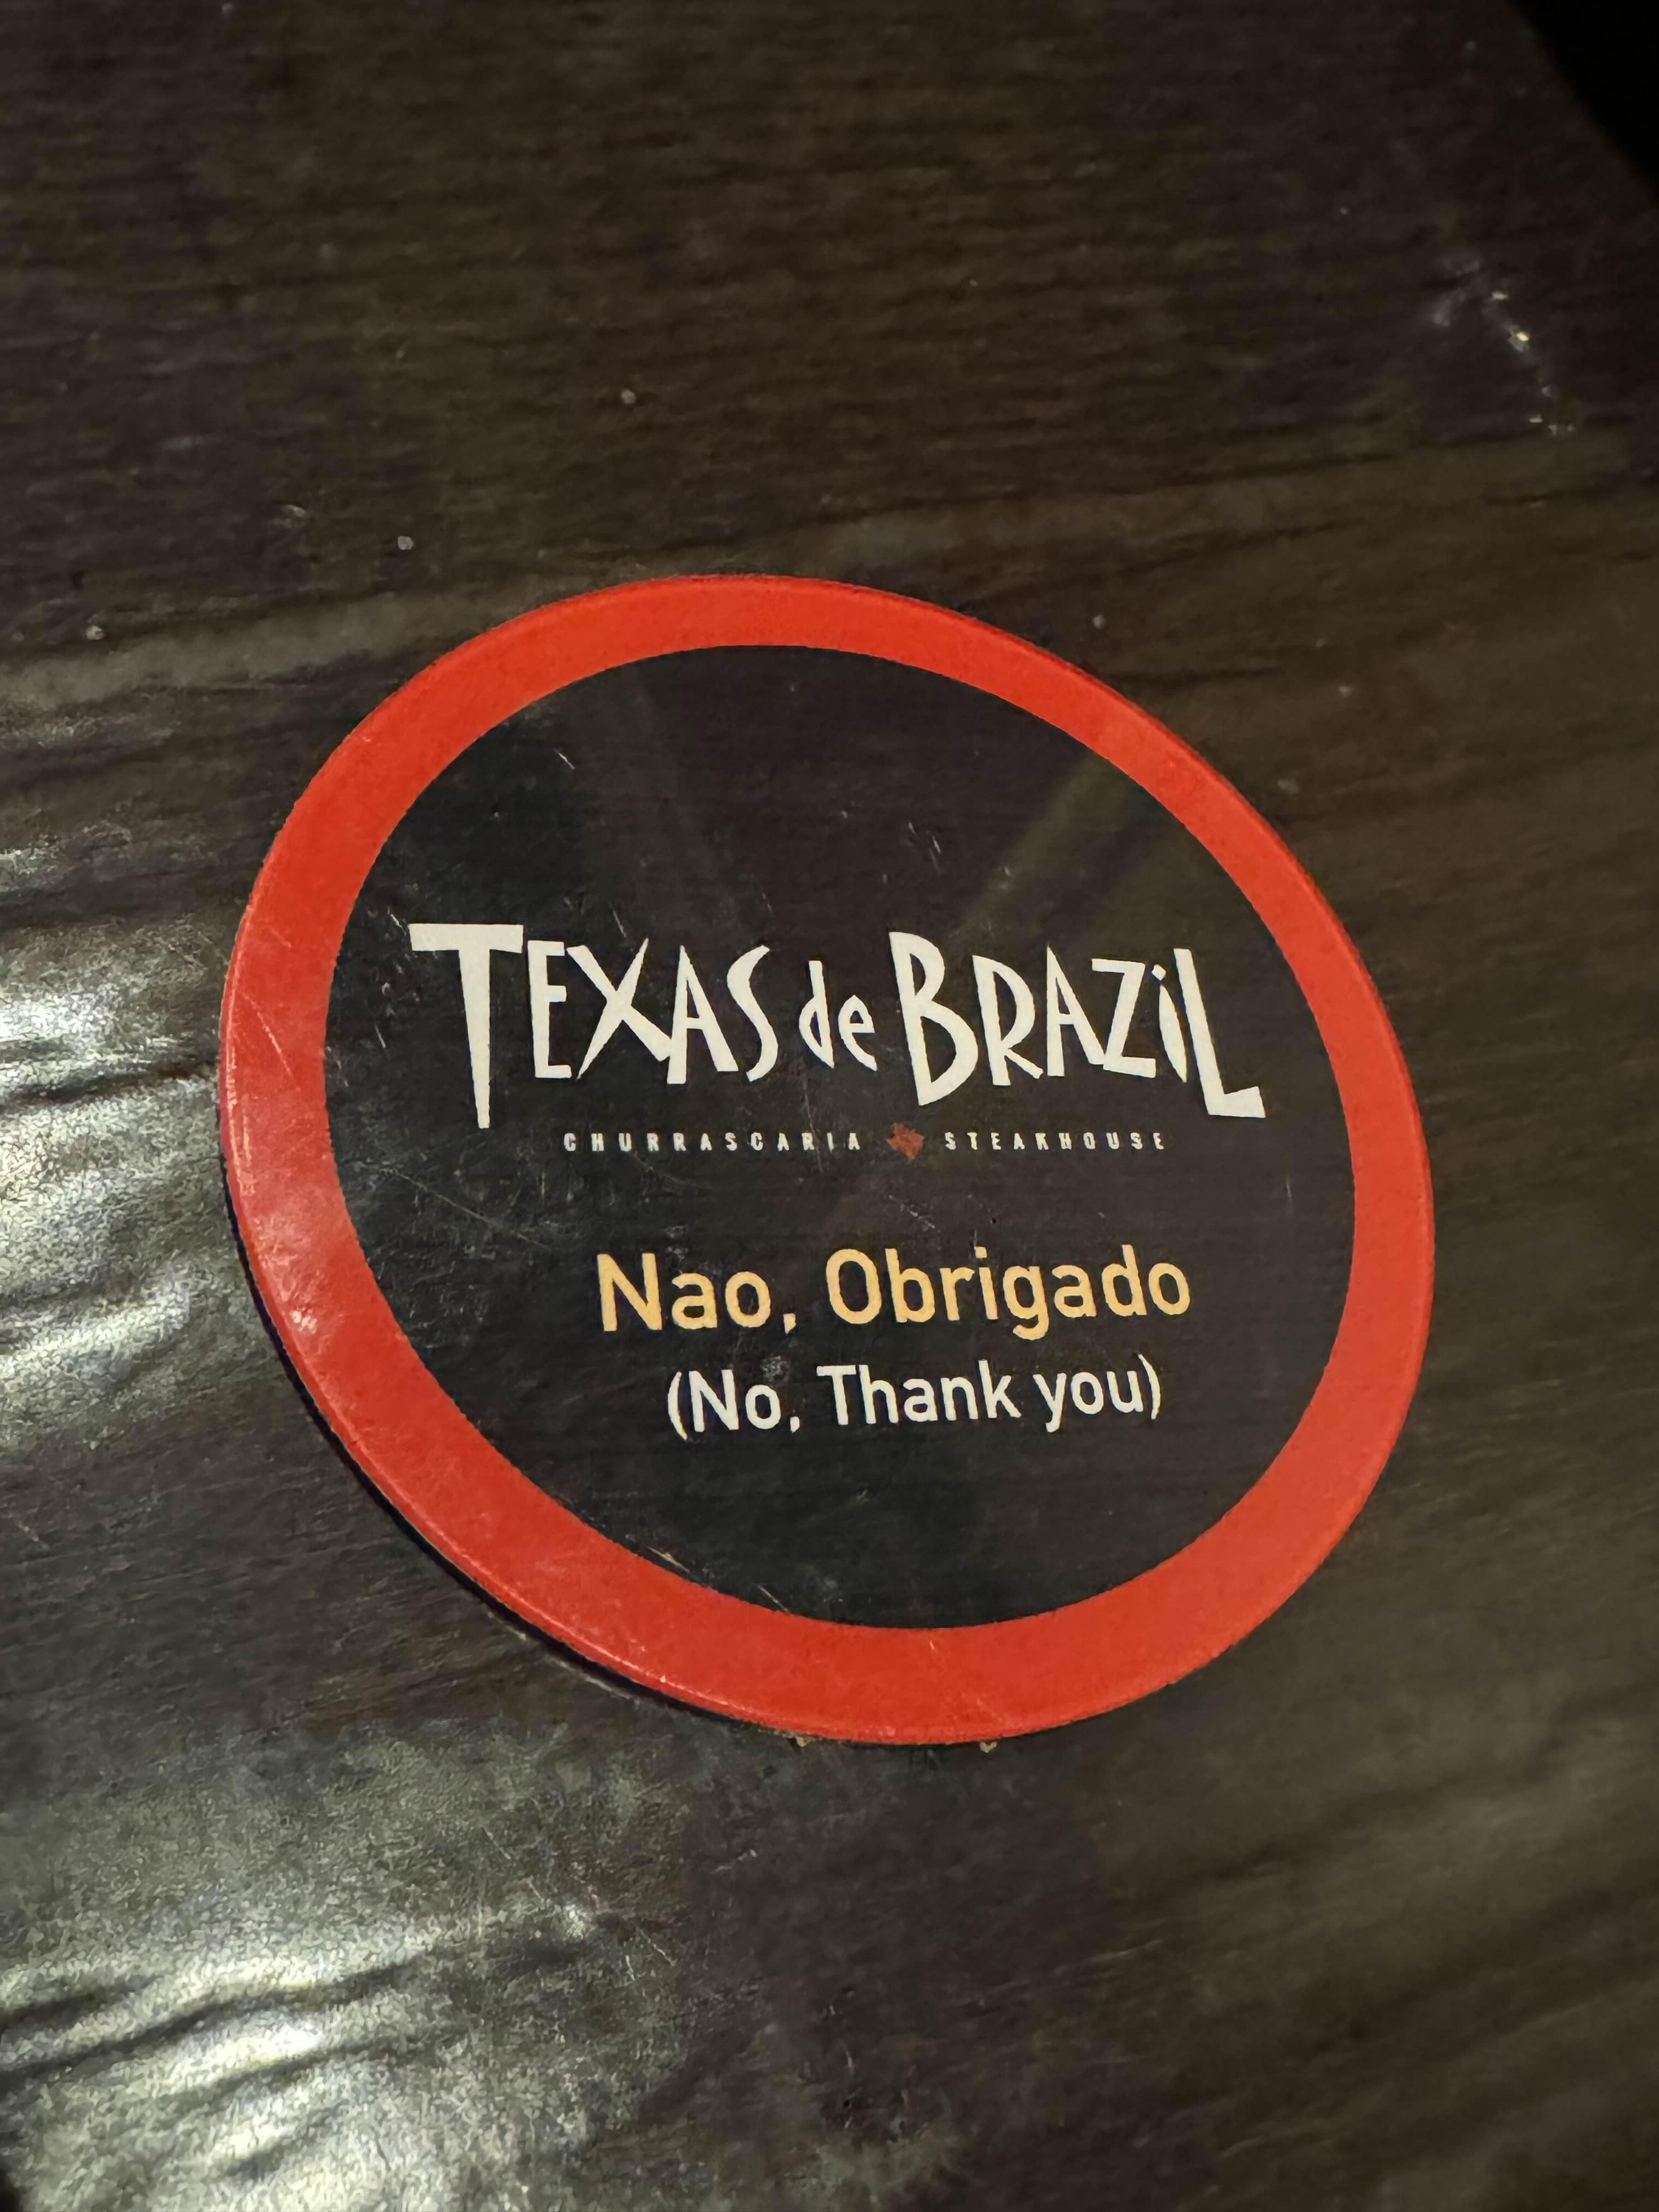 TEXAS de BRAZiL
CHURRASCARIA STEAKHOUSE
Nao, Obrigado
(No, Thank you)